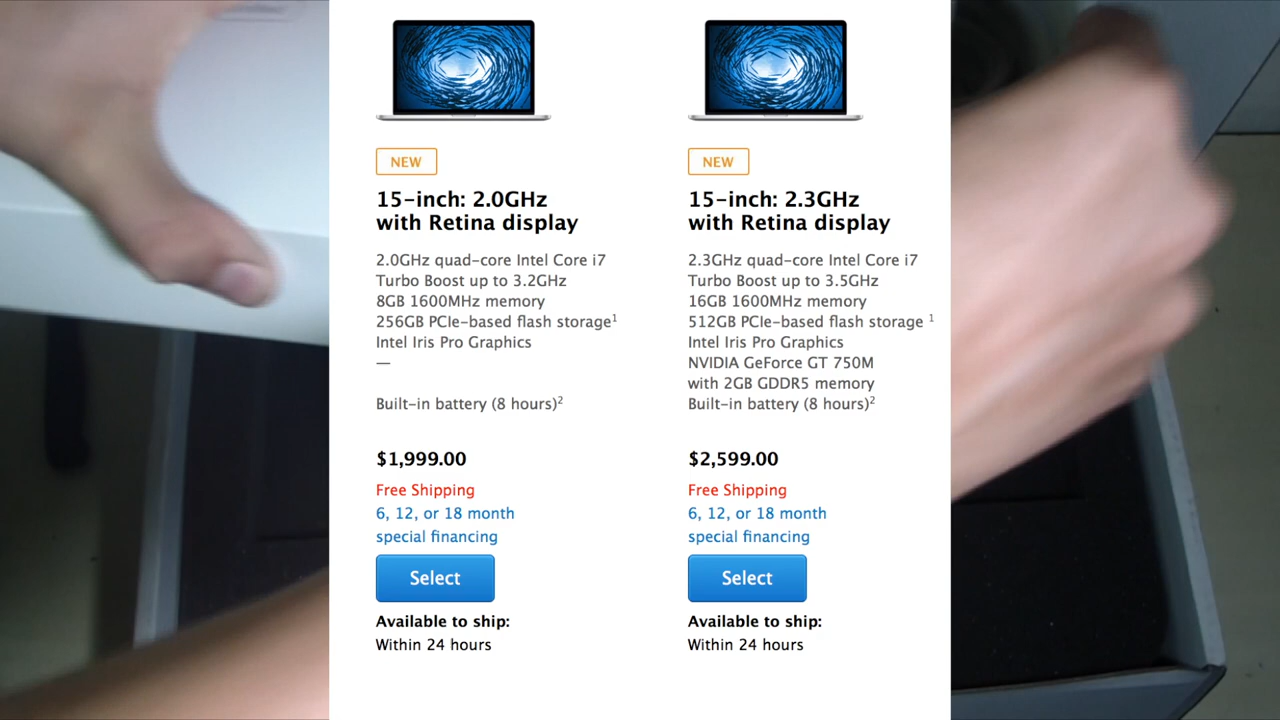 NEW
15-inch: 2.0GHz
with Retina display
2.0GHz quad-core Intel Core i7
Turbo Boost up to 3.2GHz
8GB 1600MHz memory
256GB PCIe-based flash storage1
Intel Iris Pro Graphics
—
Built-in battery (8 hours)2
$1,999.00
Free Shipping
6, 12, or 18 month
special financing
Select
Available to ship:
Within 24 hours
NEW
15-inch: 2.3GHz
with Retina display
2.3GHz quad-core Intel Core i7
Turbo Boost up to 3.5GHz
16GB 1600MHz memory
512GB PCIe-based flash storage 1
Intel Iris Pro Graphics
NVIDIA GeForce GT 750M
with 2GB GDDR5 memory
Built-in battery (8 hours)2
$2,599.00
Free Shipping
6, 12, or 18 month
special financing
Select
Available to ship:
Within 24 hours